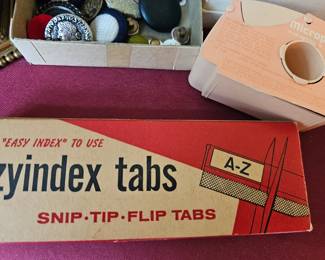 "EASY INDEX" TO USE
zyindex tabs
A-Z
SNIP·TIP·FLIP TABS